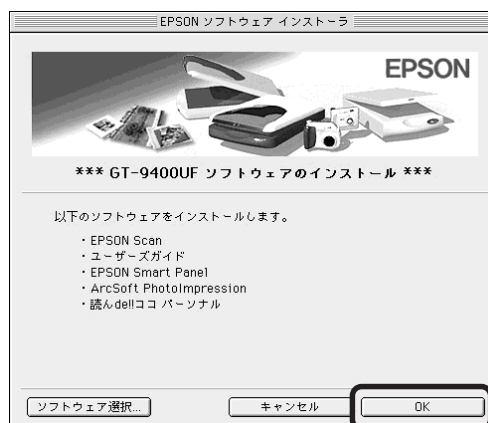 EPSON ソフトウェア インストーラ
EPSON
*** GT-9400UF ソフトウェアのインストール ***
以下のソフトウェアをインストールします。
・EPSON Scan
・ユーザーズガイド
・EPSON Smart Panel
・ArcSoft PhotoImpression
・読んde!!ココ パーソナル
ソフトウェア選択...
キャンセル
OK